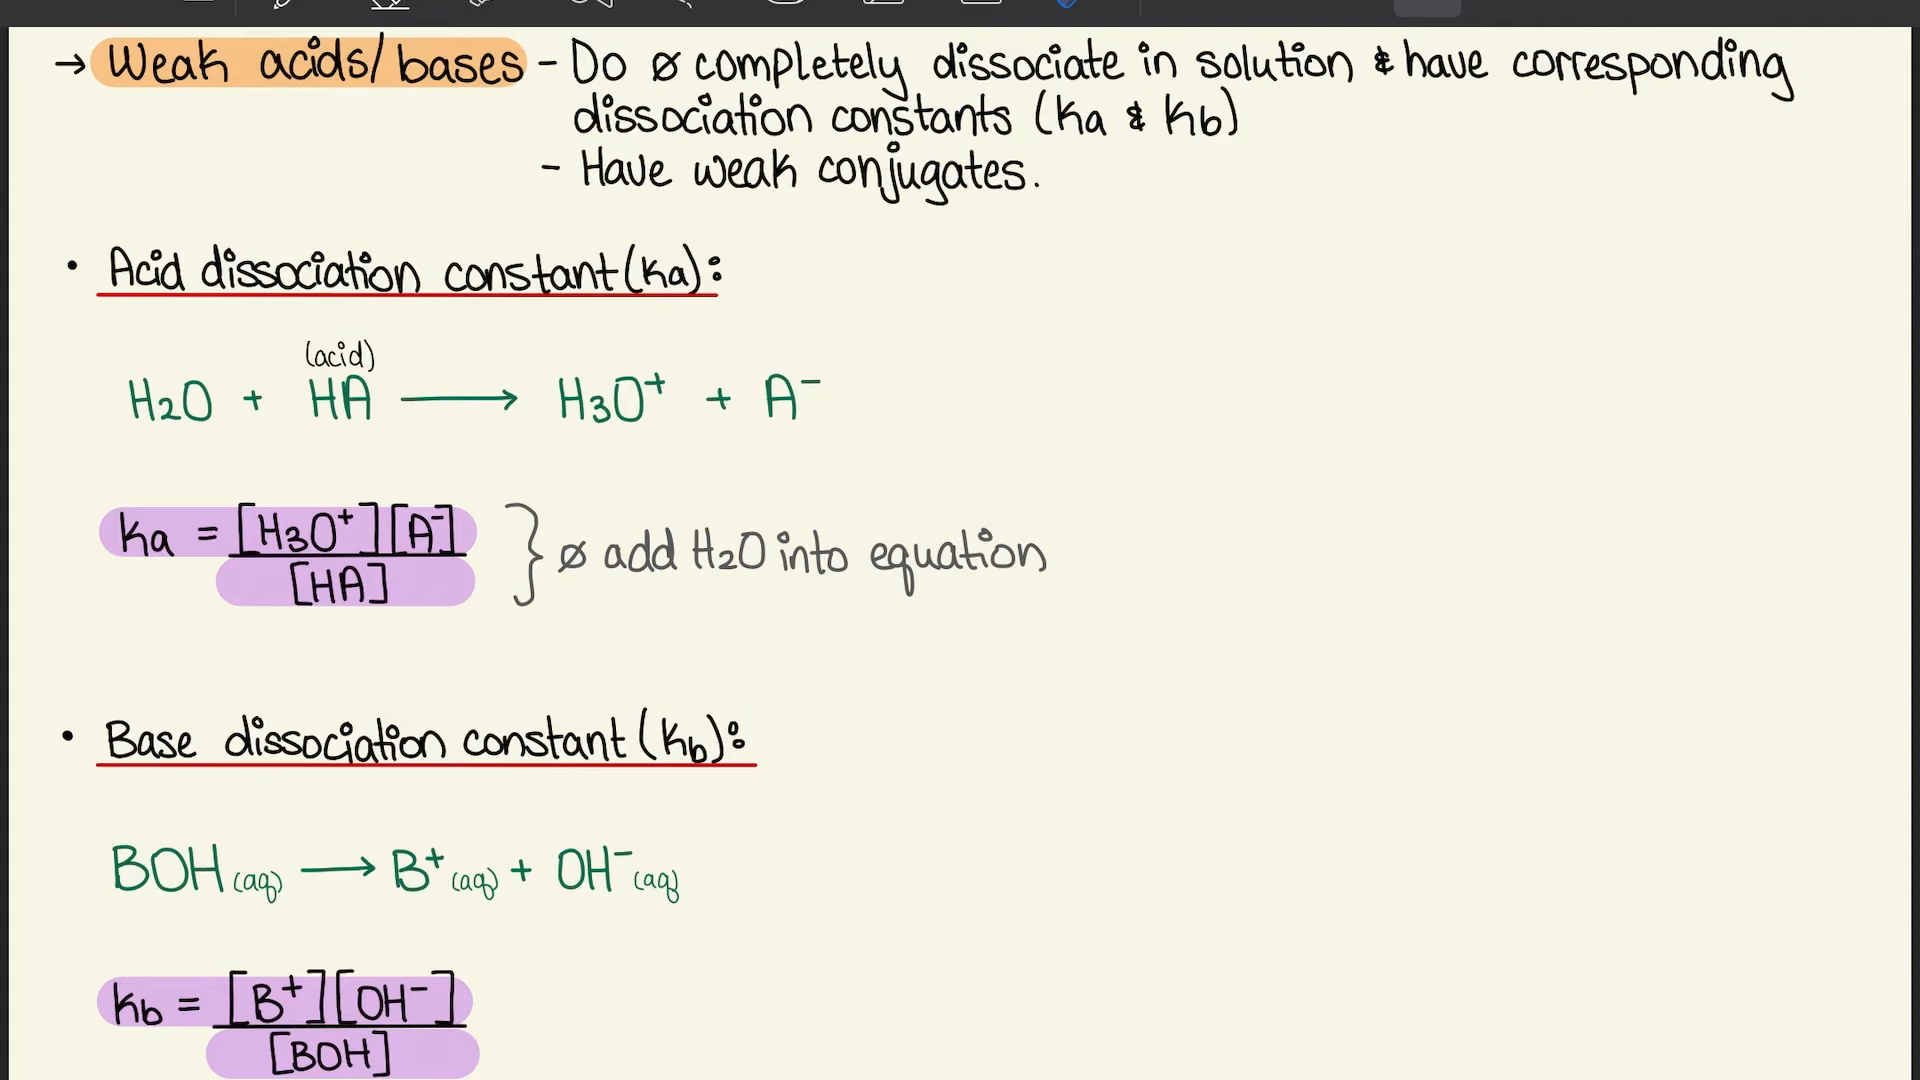 → Weak acids/bases - Do ∅ completely dissociate in solution & have corresponding
dissociation constants (Ka & Kb)
- Have weak conjugates.
• Acid dissociation constant (Ka):
(acid)
H₂O + HA ⟶ H₃O⁺ + A⁻
Ka = [H₃O⁺][A⁻]
[HA]
} ∅ add H₂O into equation
• Base dissociation constant (Kb):
BOH (aq) ⟶ B⁺ (aq) + OH⁻ (aq)
Kb = [B⁺][OH⁻]
[BOH]